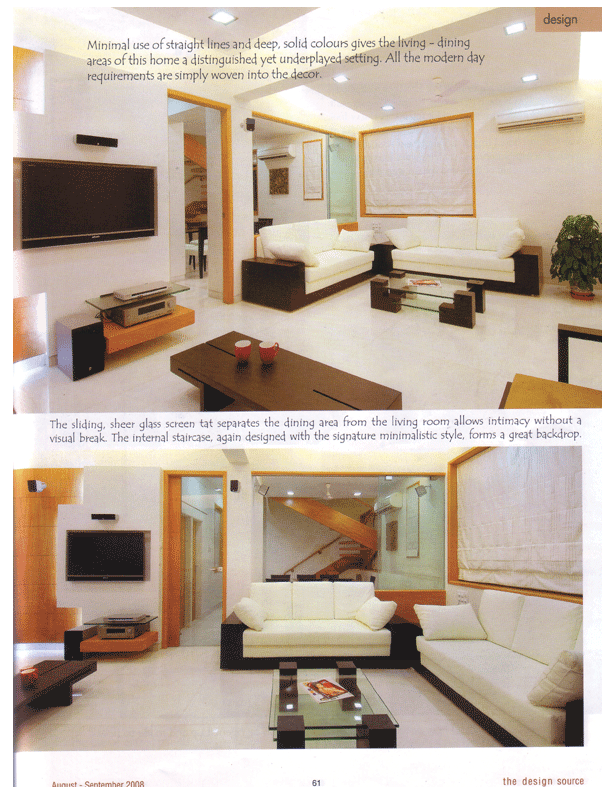 design
Minimal use of straight lines and deep, solid colours gives the living - dining
areas of this home a distinguished yet underplayed setting. All the modern day
requirements are simply woven into the decor.
The sliding, sheer glass screen tat separates the dining area from the living room allows intimacy without a
visual break. The internal staircase, again designed with the signature minimalistic style, forms a great backdrop.
August - September 2008
61
the design source